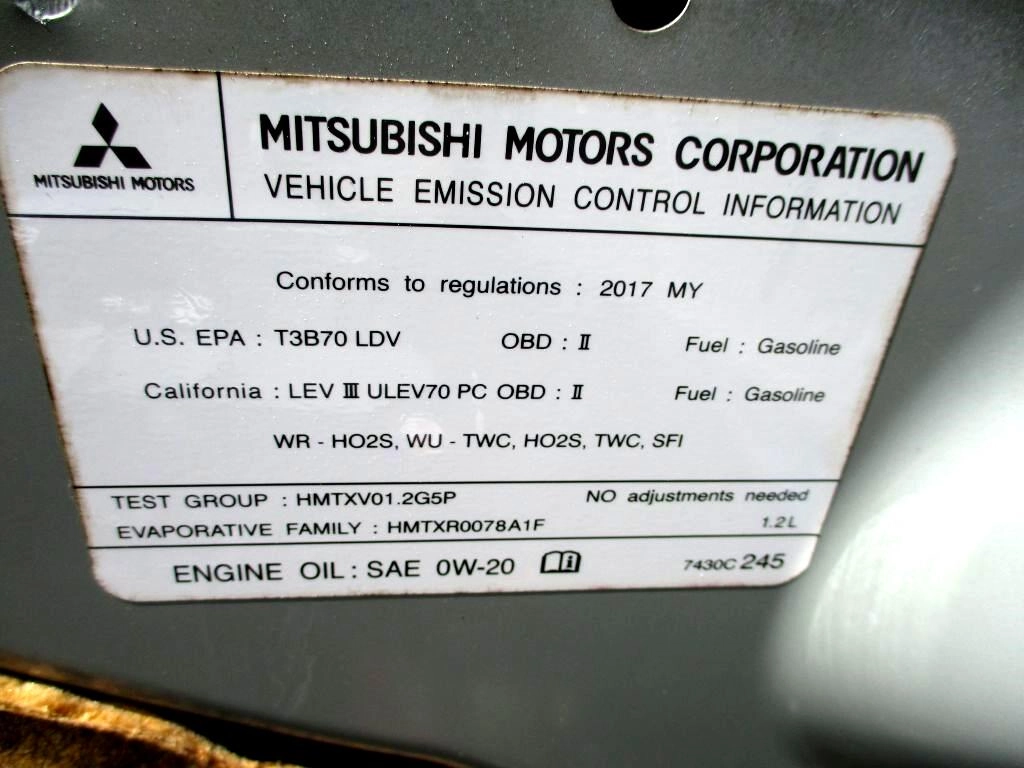 MITSUBISHI MOTORS
MITSUBISHI MOTORS CORPORATION
VEHICLE EMISSION CONTROL INFORMATION
Conforms to regulations : 2017 MY
U.S. EPA : T3B70 LDV OBD : II Fuel : Gasoline
California : LEV III ULEV70 PC OBD : II Fuel : Gasoline
WR - HO2S, WU - TWC, HO2S, TWC, SFI
TEST GROUP : HMTXV01.2G5P NO adjustments needed
EVAPORATIVE FAMILY : HMTXR0078A1F 1.2L
ENGINE OIL : SAE 0W-20 i 7430C 245